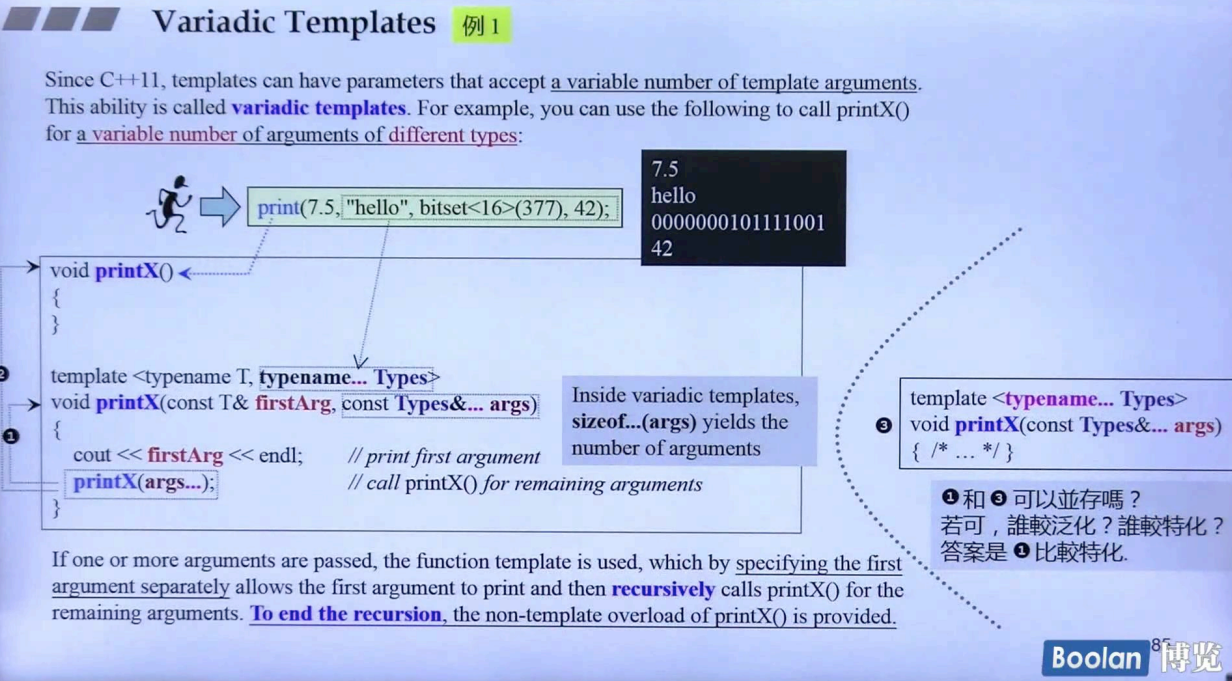 Variadic Templates 例 1
Since C++11, templates can have parameters that accept a variable number of template arguments.
This ability is called variadic templates. For example, you can use the following to call printX()
for a variable number of arguments of different types:
print(7.5, "hello", bitset<16>(377), 42);
7.5
hello
0000000101111001
42
void printX()
{
}
template <typename T, typename... Types>
void printX(const T& firstArg, const Types&... args)
{
cout << firstArg << endl; // print first argument
printX(args...); // call printX() for remaining arguments
}
❷
❶
Inside variadic templates,
sizeof...(args) yields the
number of arguments
❸
template <typename... Types>
void printX(const Types&... args)
{ /* ... */ }
❶和❸可以並存嗎？
若可，誰較泛化？誰較特化？
答案是❶比較特化.
If one or more arguments are passed, the function template is used, which by specifying the first
argument separately allows the first argument to print and then recursively calls printX() for the
remaining arguments. To end the recursion, the non-template overload of printX() is provided.
85
Boolan 博览